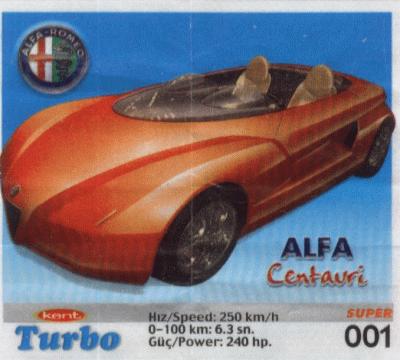 ALFA-ROMEO
ALFA
Centauri
kent
Turbo
Hız/Speed: 250 km/h
0-100 km: 6.3 sn.
Güç/Power: 240 hp.
SUPER
001